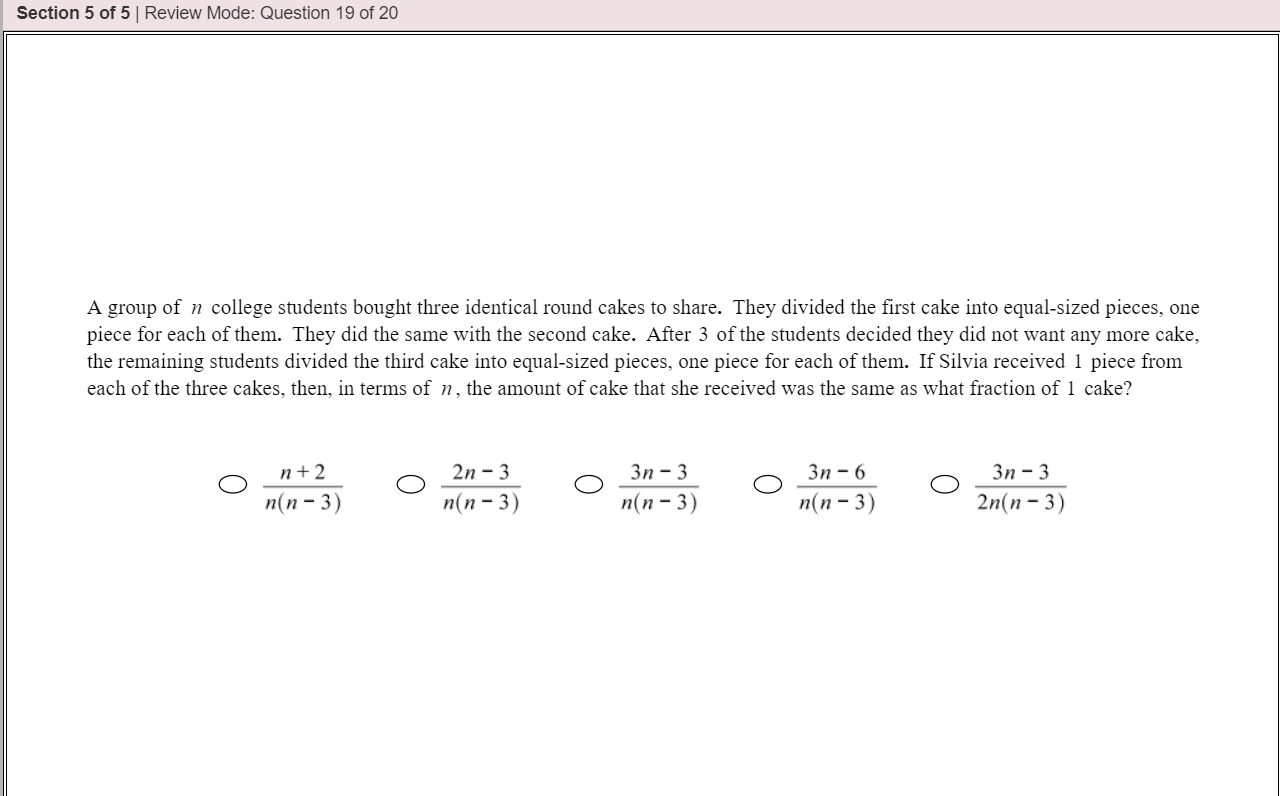 Section 5 of 5 | Review Mode: Question 19 of 20
A group of n college students bought three identical round cakes to share. They divided the first cake into equal-sized pieces, one
piece for each of them. They did the same with the second cake. After 3 of the students decided they did not want any more cake,
the remaining students divided the third cake into equal-sized pieces, one piece for each of them. If Silvia received 1 piece from
each of the three cakes, then, in terms of n, the amount of cake that she received was the same as what fraction of 1 cake?
n + 2 2n − 3 3n − 3 3n − 6 3n − 3
n(n − 3) n(n − 3) n(n − 3) n(n − 3) 2n(n − 3)